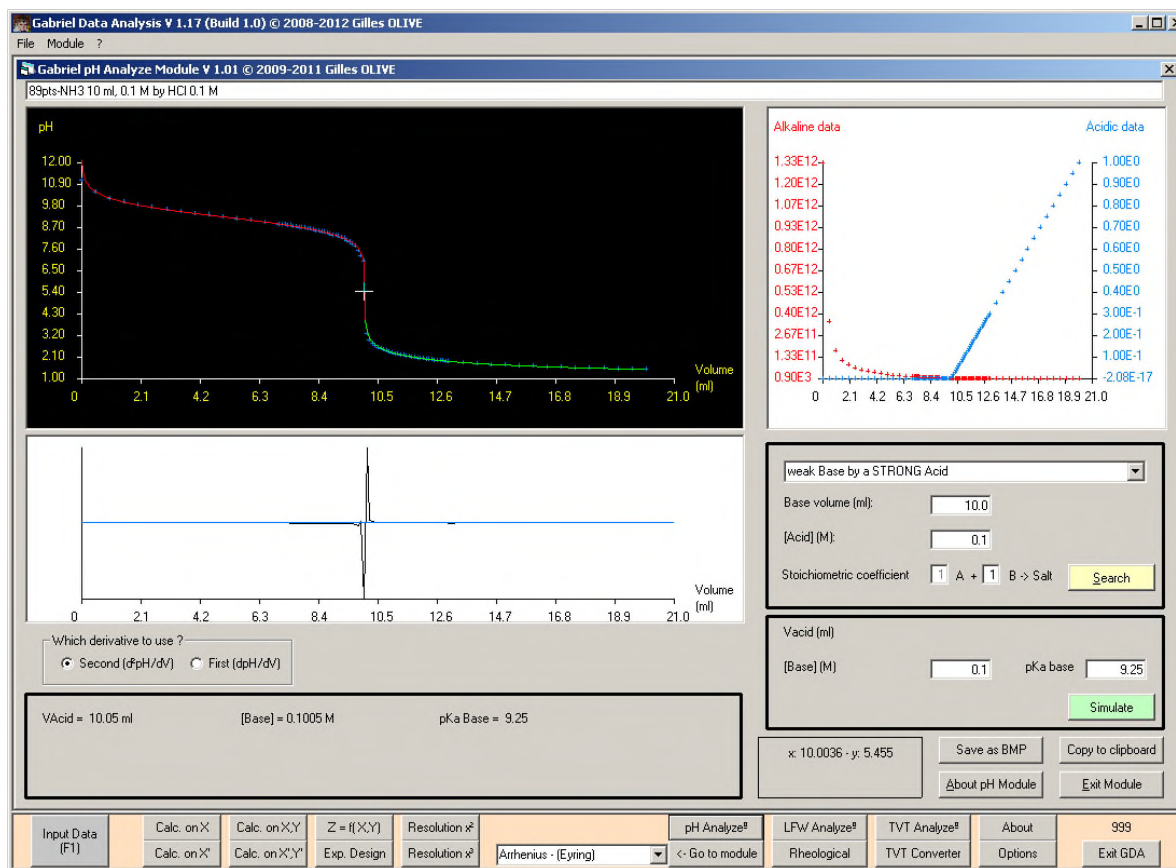 Gabriel Data Analysis V 1.17 (Build 1.0) © 2008-2012 Gilles OLIVE
File Module ?
Gabriel pH Analyze Module V 1.01 © 2009-2011 Gilles OLIVE
89pts-NH3 10 ml, 0.1 M by HCl 0.1 M
pH
12.00
10.90
9.80
8.70
7.60
6.50
5.40
4.30
3.20
2.10
1.00
Volume
(ml)
0 2.1 4.2 6.3 8.4 10.5 12.6 14.7 16.8 18.9 21.0
Alkaline data Acidic data
1.33E12 1.00E0
1.20E12 0.90E0
1.07E12 0.80E0
0.93E12 0.70E0
0.80E12 0.60E0
0.67E12 0.50E0
0.53E12 0.40E0
0.40E12 3.00E-1
2.67E11 2.00E-1
1.33E11 1.00E-1
0.90E3 -2.08E-17
0 2.1 4.2 6.3 8.4 10.5 12.6 14.7 16.8 18.9 21.0
Volume
(ml)
0 2.1 4.2 6.3 8.4 10.5 12.6 14.7 16.8 18.9 21.0
weak Base by a STRONG Acid
Base volume (ml): 10.0
[Acid] (M): 0.1
Stoichiometric coefficient 1 A + 1 B -> Salt Search
Which derivative to use ?
Second (d²pH/dV) First (dpH/dV)
Vacid (ml)
[Base] (M) 0.1 pKa base 9.25
Simulate
VAcid = 10.05 ml [Base] = 0.1005 M pKa Base = 9.25
x: 10.0036 - y: 5.455
Save as BMP Copy to clipboard
About pH Module Exit Module
Input Data
(F1)
Calc. on X Calc. on X,Y Z = f(X,Y) Resolution x² pH Analyze LFW Analyze TVT Analyze About 999
Calc. on X' Calc. on X',Y' Exp. Design Resolution x³ Arrhenius - (Eyring) <- Go to module Rheological TVT Converter Options Exit GDA